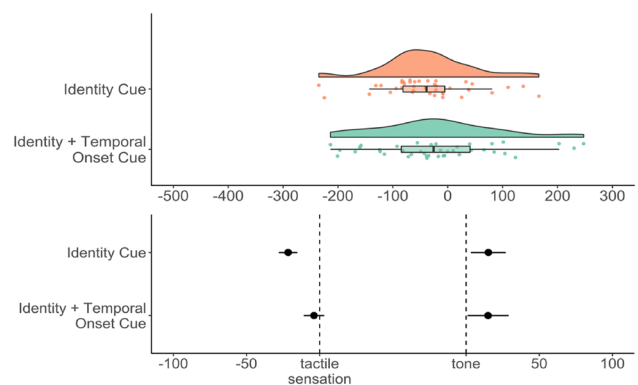 Identity Cue
Identity + Temporal
Onset Cue
-500 -400 -300 -200 -100 0 100 200 300
Identity Cue
Identity + Temporal
Onset Cue
-100 -50 tactile tone 50 100
sensation